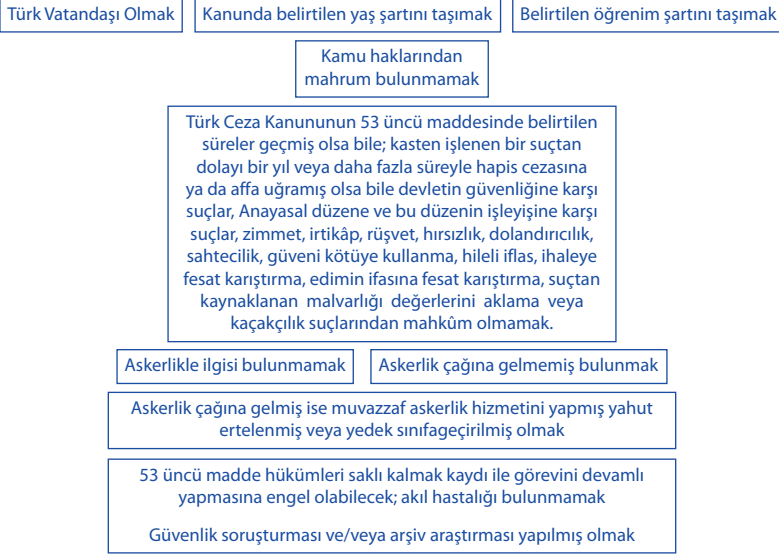 Türk Vatandaşı Olmak
Kanunda belirtilen yaş şartını taşımak
Belirtilen öğrenim şartını taşımak
Kamu haklarından
mahrum bulunmamak
Türk Ceza Kanununun 53 üncü maddesinde belirtilen
süreler geçmiş olsa bile; kasten işlenen bir suçtan
dolayı bir yıl veya daha fazla süreyle hapis cezasına
ya da affa uğramış olsa bile devletin güvenliğine karşı
suçlar, Anayasal düzene ve bu düzenin işleyişine karşı
suçlar, zimmet, irtikâp, rüşvet, hırsızlık, dolandırıcılık,
sahtecilik, güveni kötüye kullanma, hileli iflas, ihaleye
fesat karıştırma, edimin ifasına fesat karıştırma, suçtan
kaynaklanan malvarlığı değerlerini aklama veya
kaçakçılık suçlarından mahkûm olmamak.
Askerlikle ilgisi bulunmamak
Askerlik çağına gelmemiş bulunmak
Askerlik çağına gelmiş ise muvazzaf askerlik hizmetini yapmış yahut
ertelenmiş veya yedek sınıfageçirilmiş olmak
53 üncü madde hükümleri saklı kalmak kaydı ile görevini devamlı
yapmasına engel olabilecek; akıl hastalığı bulunmamak
Güvenlik soruşturması ve/veya arşiv araştırması yapılmış olmak